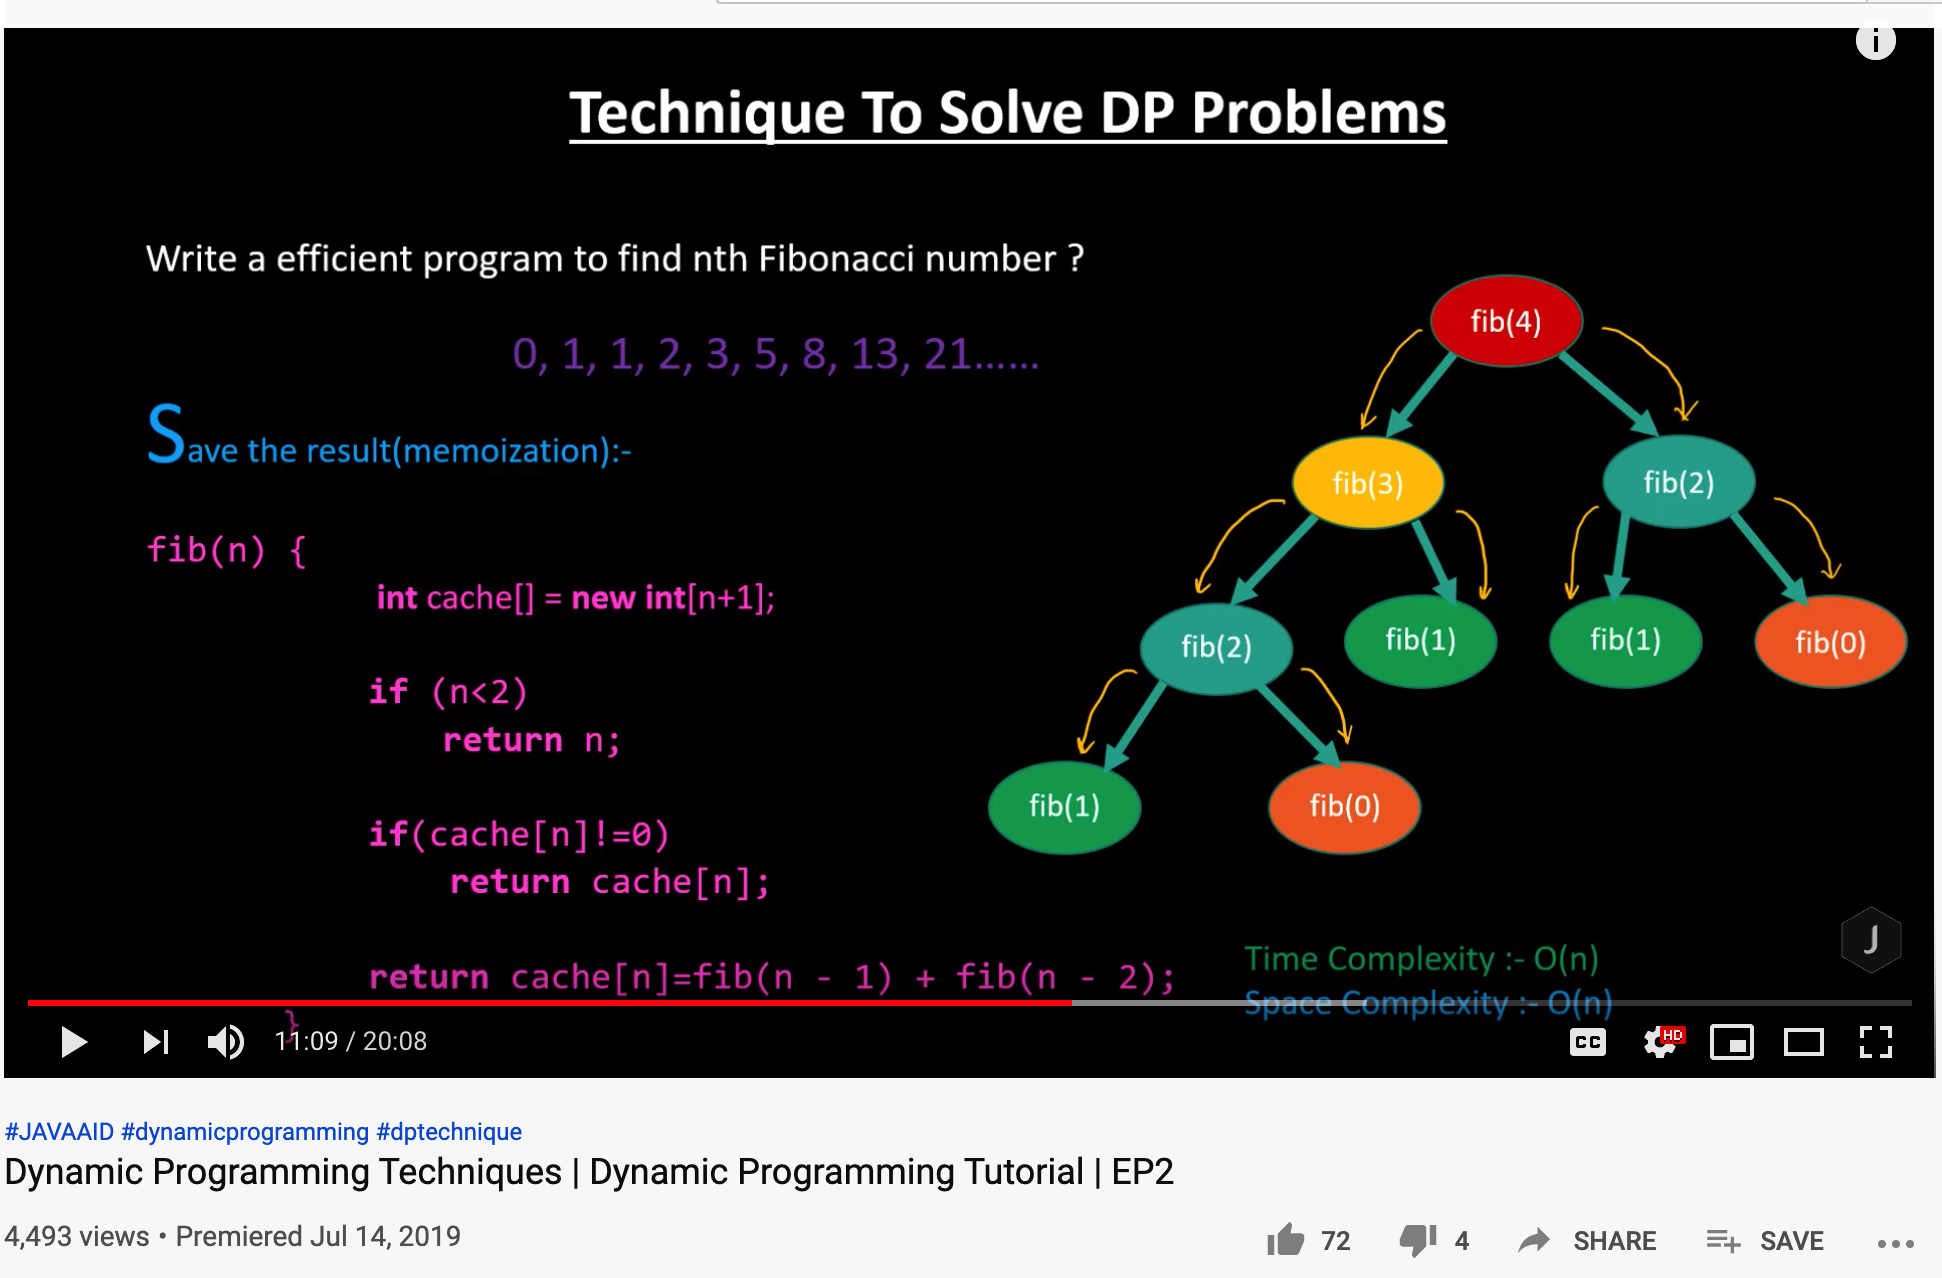 Technique To Solve DP Problems
Write a efficient program to find nth Fibonacci number ?
0, 1, 1, 2, 3, 5, 8, 13, 21......
Save the result(memoization):-
fib(n) {
int cache[] = new int[n+1];
if (n<2)
return n;
if(cache[n]!=0)
return cache[n];
return cache[n]=fib(n - 1) + fib(n - 2);
}
fib(4)
fib(3)
fib(2)
fib(2)
fib(1)
fib(1)
fib(0)
fib(1)
fib(0)
J
Time Complexity :- O(n)
Space Complexity :- O(n)
11:09 / 20:08
CC
HD
#JAVAAID #dynamicprogramming #dptechnique
Dynamic Programming Techniques | Dynamic Programming Tutorial | EP2
4,493 views • Premiered Jul 14, 2019
72 4 SHARE SAVE